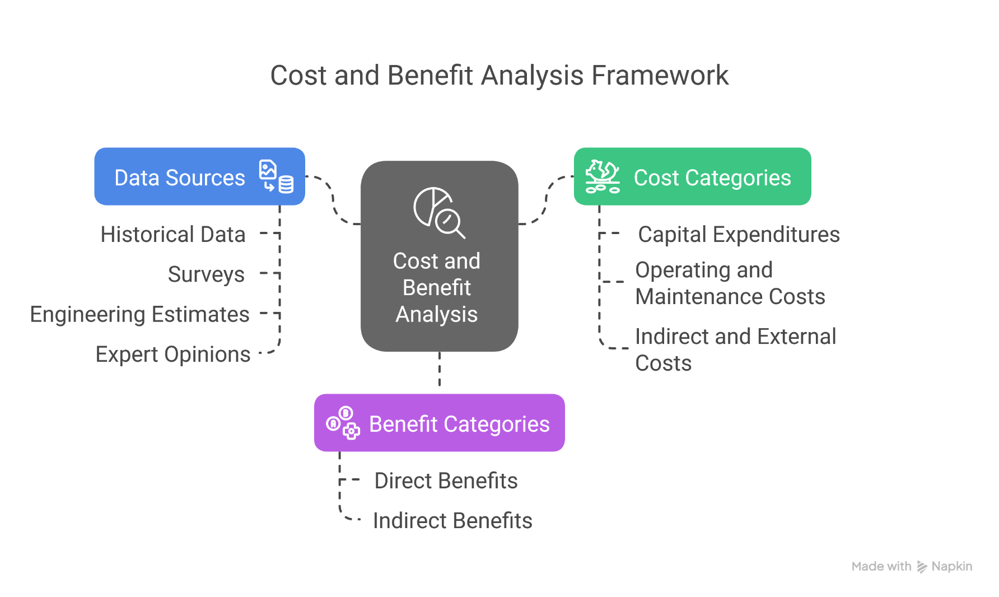 Cost and Benefit Analysis Framework
Data Sources
Historical Data
Surveys
Engineering Estimates
Expert Opinions
Cost and
Benefit
Analysis
Cost Categories
Capital Expenditures
Operating and
Maintenance Costs
Indirect and External
Costs
A
B
Benefit Categories
Direct Benefits
Indirect Benefits
Made with Napkin